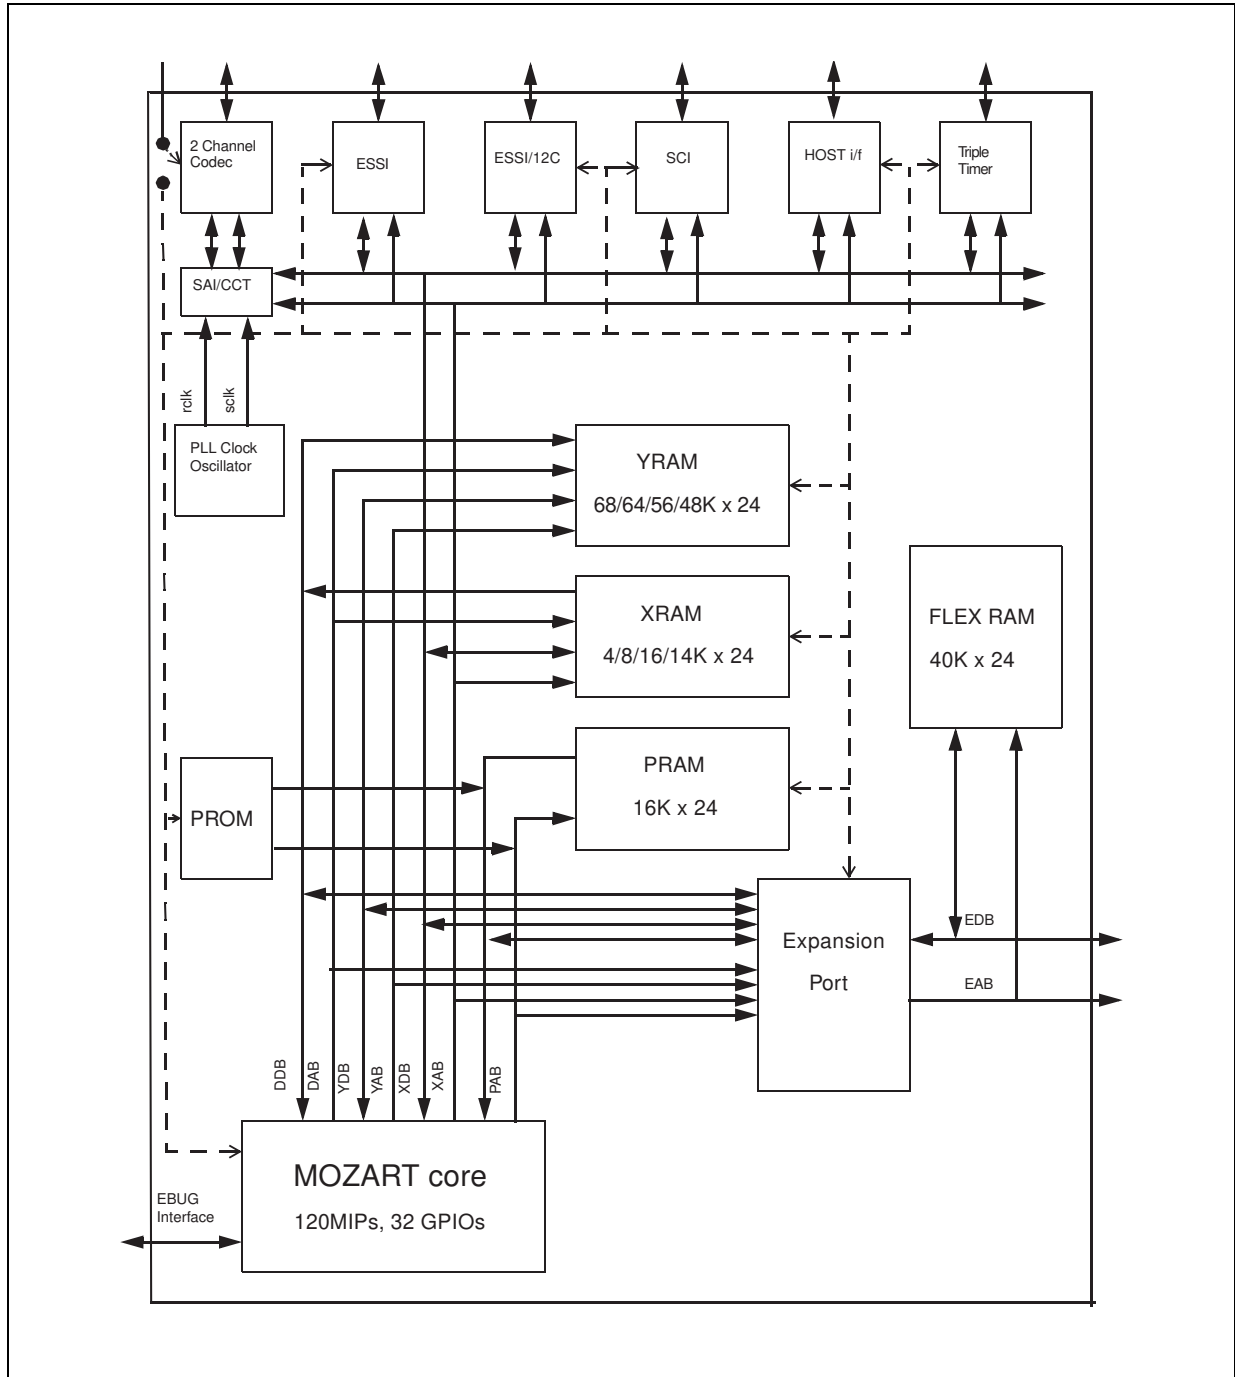 2 Channel
Codec
ESSI
ESSI/12C
SCI
HOST i/f
Triple
Timer
SAI/CCT
rclk
sclk
PLL Clock
Oscillator
YRAM
68/64/56/48K x 24
XRAM
4/8/16/14K x 24
FLEX RAM
40K x 24
PRAM
16K x 24
PROM
Expansion
Port
EDB
EAB
DDB
DAB
YDB
YAB
XDB
XAB
PAB
MOZART core
120MIPs, 32 GPIOs
EBUG
Interface